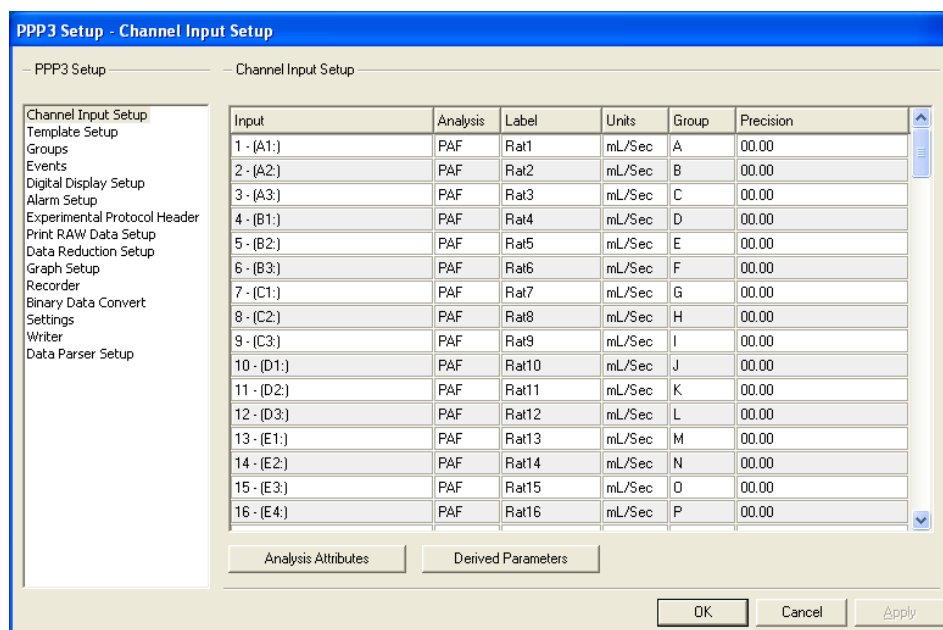 PPP3 Setup - Channel Input Setup
PPP3 Setup
Channel Input Setup
Template Setup
Groups
Events
Digital Display Setup
Alarm Setup
Experimental Protocol Header
Print RAW Data Setup
Data Reduction Setup
Graph Setup
Recorder
Binary Data Convert
Settings
Writer
Data Parser Setup
Channel Input Setup
Input Analysis Label Units Group Precision
1 - (A1:) PAF Rat1 mL/Sec A 00.00
2 - (A2:) PAF Rat2 mL/Sec B 00.00
3 - (A3:) PAF Rat3 mL/Sec C 00.00
4 - (B1:) PAF Rat4 mL/Sec D 00.00
5 - (B2:) PAF Rat5 mL/Sec E 00.00
6 - (B3:) PAF Rat6 mL/Sec F 00.00
7 - (C1:) PAF Rat7 mL/Sec G 00.00
8 - (C2:) PAF Rat8 mL/Sec H 00.00
9 - (C3:) PAF Rat9 mL/Sec I 00.00
10 - (D1:) PAF Rat10 mL/Sec J 00.00
11 - (D2:) PAF Rat11 mL/Sec K 00.00
12 - (D3:) PAF Rat12 mL/Sec L 00.00
13 - (E1:) PAF Rat13 mL/Sec M 00.00
14 - (E2:) PAF Rat14 mL/Sec N 00.00
15 - (E3:) PAF Rat15 mL/Sec O 00.00
16 - (E4:) PAF Rat16 mL/Sec P 00.00
Analysis Attributes Derived Parameters
OK Cancel Apply